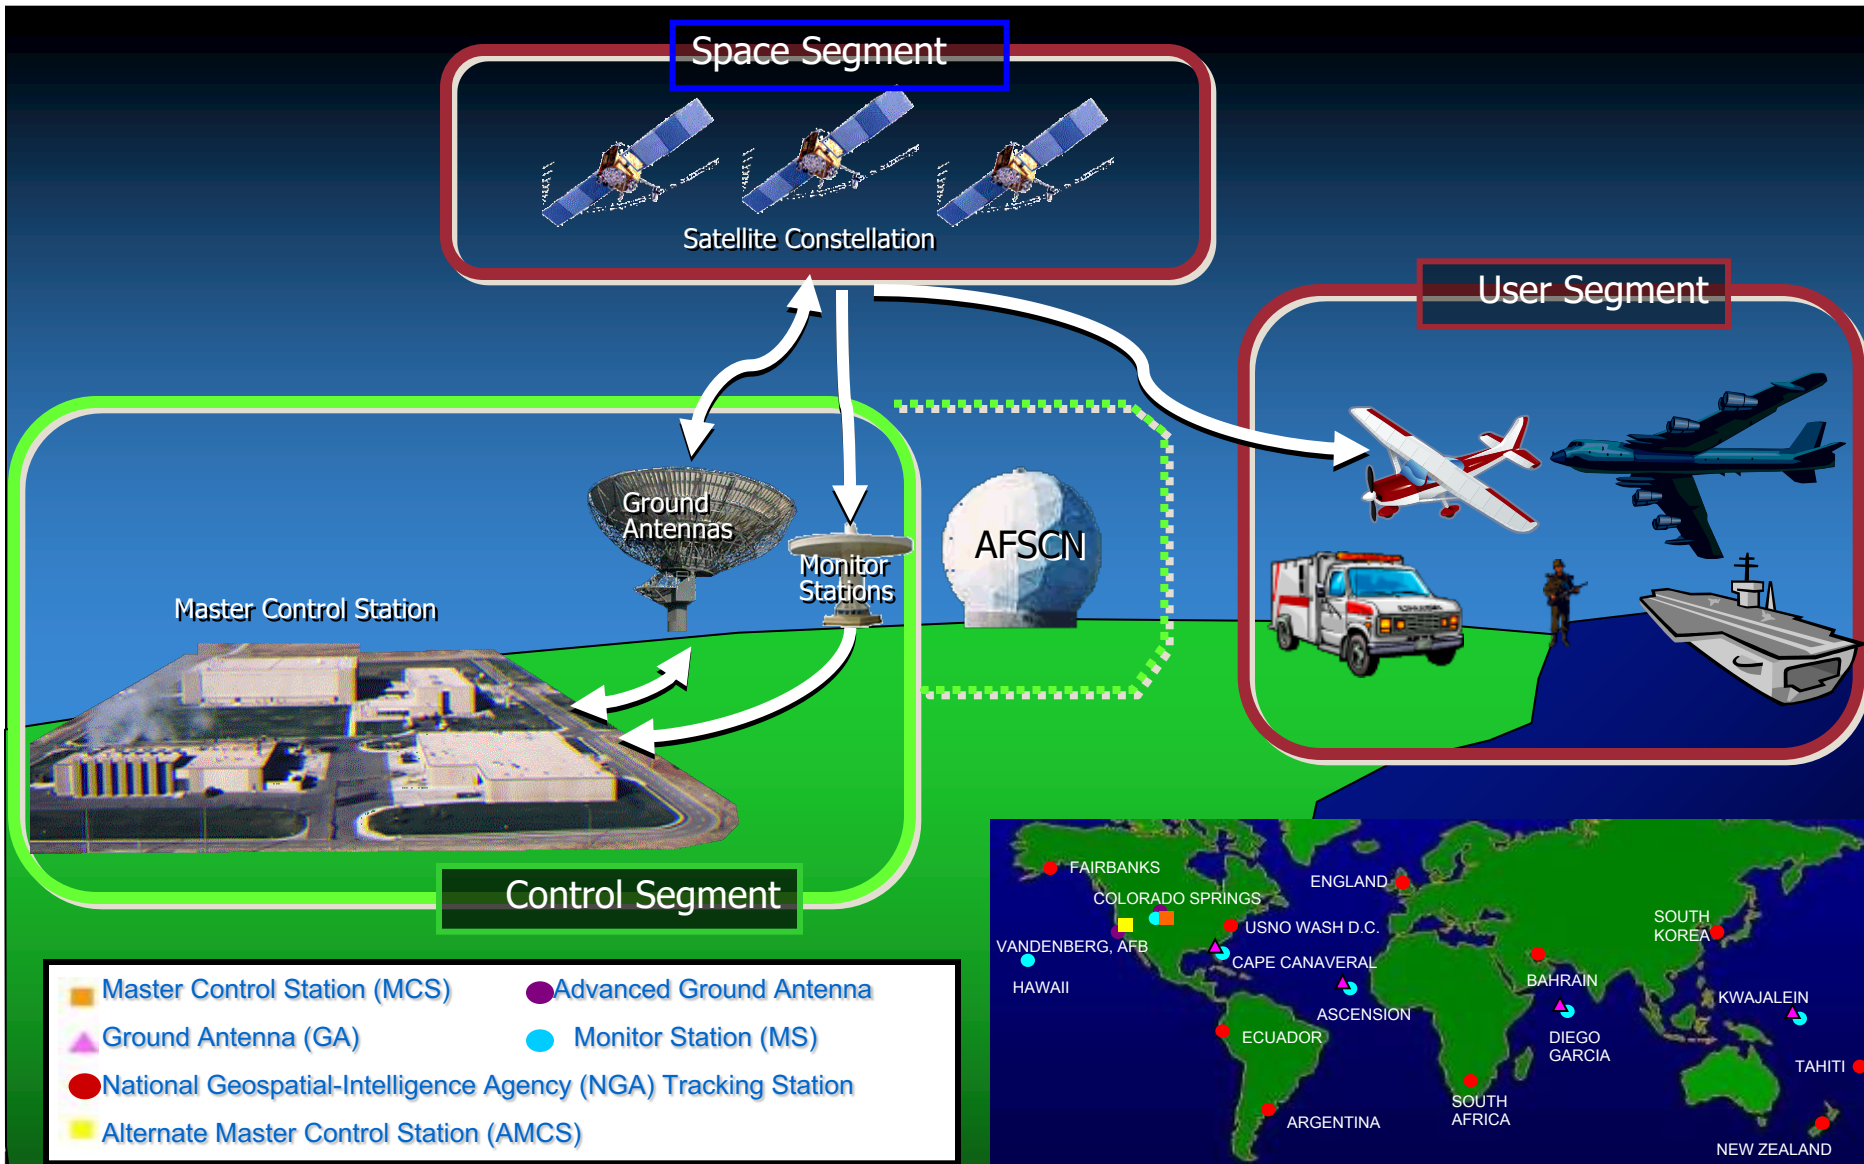 Space Segment
Satellite Constellation
User Segment
Ground
Antennas
Monitor
Stations
AFSCN
Master Control Station
Control Segment
Master Control Station (MCS)
Advanced Ground Antenna
Ground Antenna (GA)
Monitor Station (MS)
National Geospatial-Intelligence Agency (NGA) Tracking Station
Alternate Master Control Station (AMCS)
FAIRBANKS
ENGLAND
COLORADO SPRINGS
SOUTH
KOREA
USNO WASH D.C.
VANDENBERG, AFB
CAPE CANAVERAL
HAWAII
BAHRAIN
KWAJALEIN
ASCENSION
ECUADOR
DIEGO
GARCIA
TAHITI
SOUTH
AFRICA
ARGENTINA
NEW ZEALAND